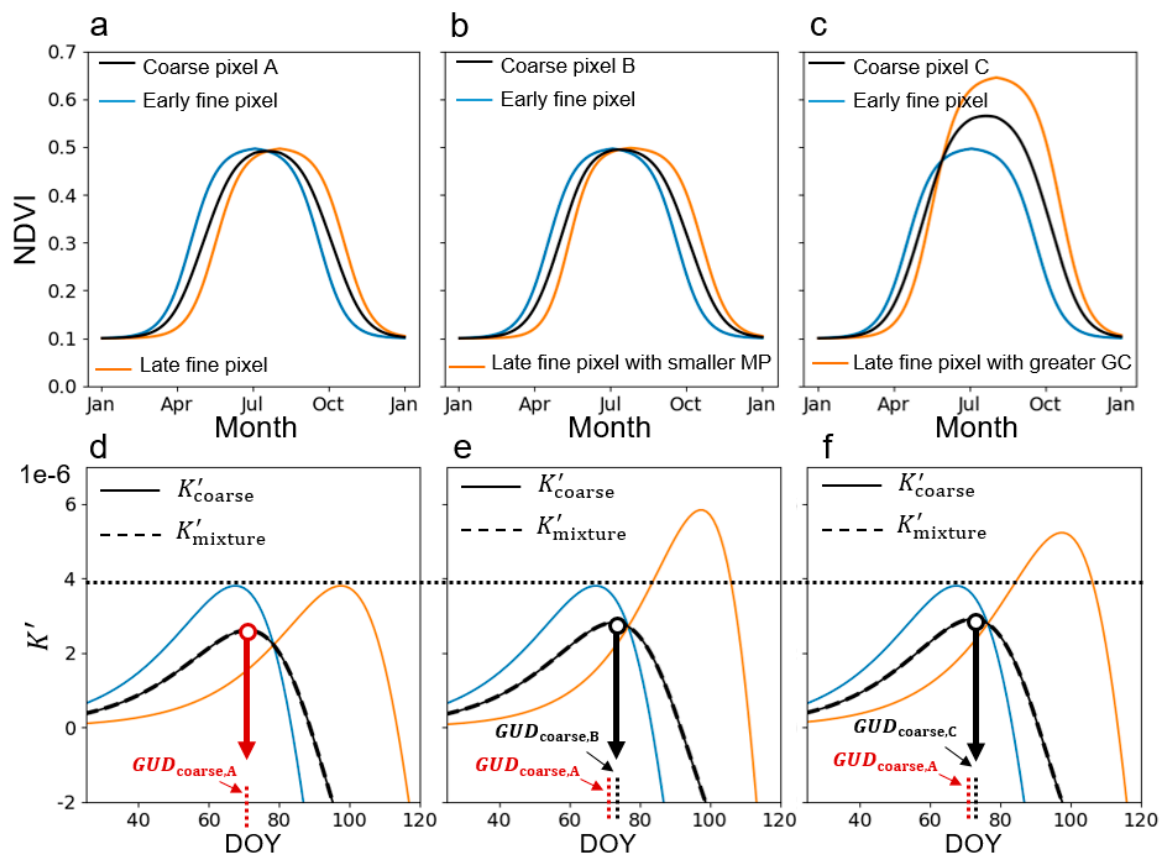 a
b
c
0.7
0.6
0.5
0.4
0.3
0.2
0.1
0.0
NDVI
Coarse pixel A
Early fine pixel
Late fine pixel
Coarse pixel B
Early fine pixel
Late fine pixel with smaller MP
Coarse pixel C
Early fine pixel
Late fine pixel with greater GC
Jan Apr Jul Oct Jan
Jan Apr Jul Oct Jan
Jan Apr Jul Oct Jan
Month
Month
Month
d
e
f
1e-6
6
4
2
0
-2
K′
K′coarse
K′mixture
GUDcoarse,A
K′coarse
K′mixture
GUDcoarse,B
GUDcoarse,A
K′coarse
K′mixture
GUDcoarse,C
GUDcoarse,A
40 60 80 100 120
40 60 80 100 120
40 60 80 100 120
DOY
DOY
DOY